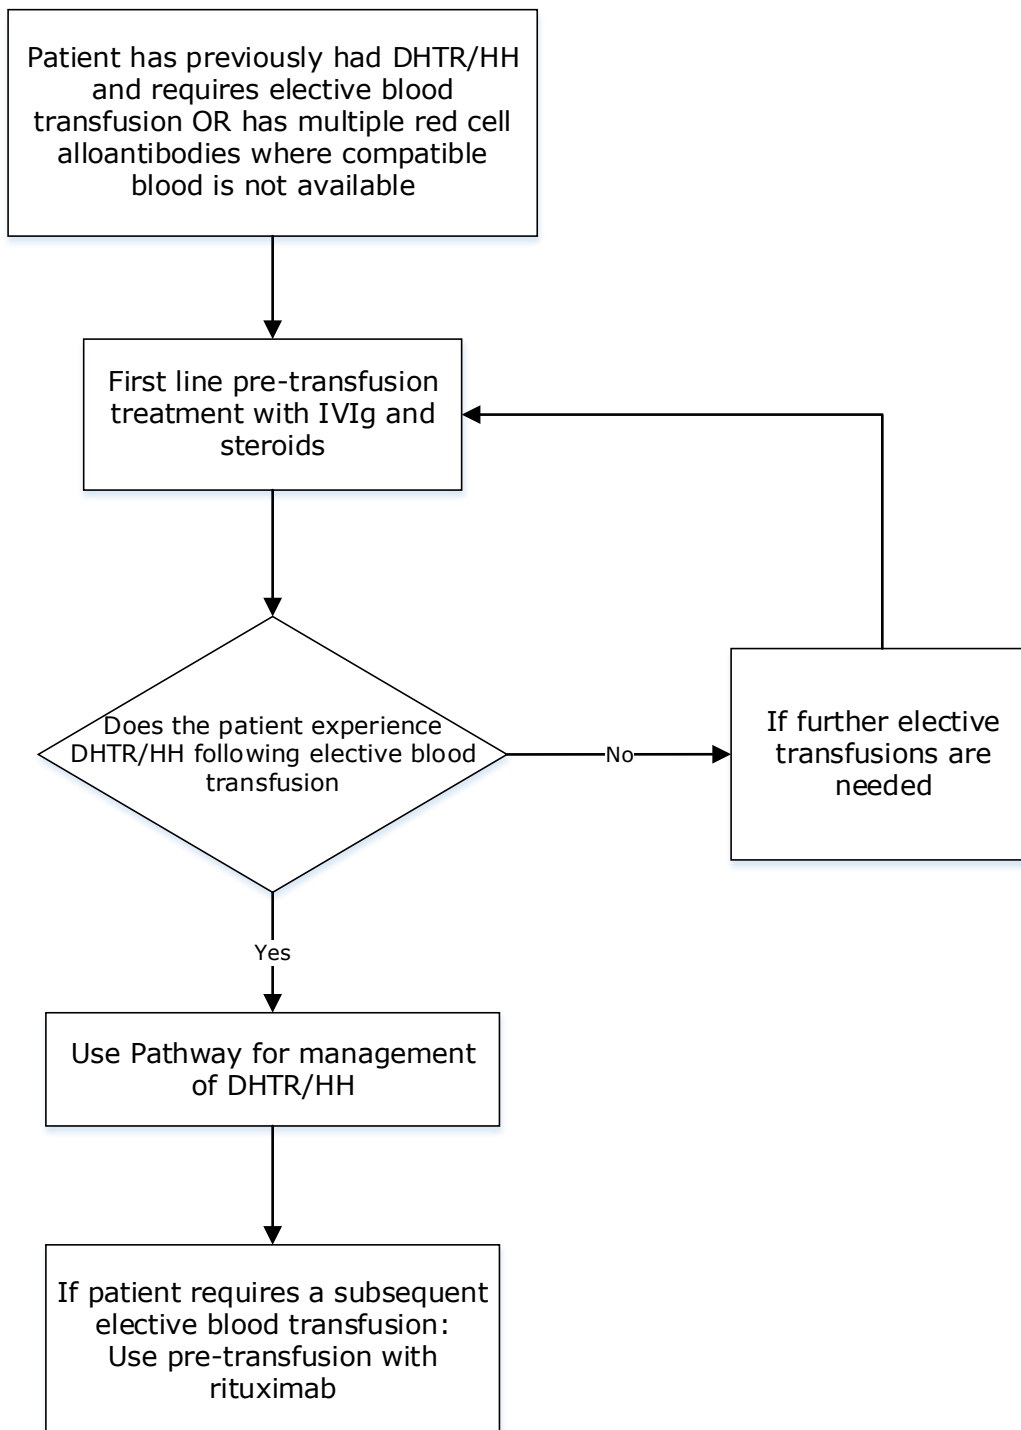 Patient has previously had DHTR/HH
and requires elective blood
transfusion OR has multiple red cell
alloantibodies where compatible
blood is not available
First line pre-transfusion
treatment with IVIg and
steroids
Does the patient experience
DHTR/HH following elective blood
transfusion
No
If further elective
transfusions are
needed
Yes
Use Pathway for management
of DHTR/HH
If patient requires a subsequent
elective blood transfusion:
Use pre-transfusion with
rituximab